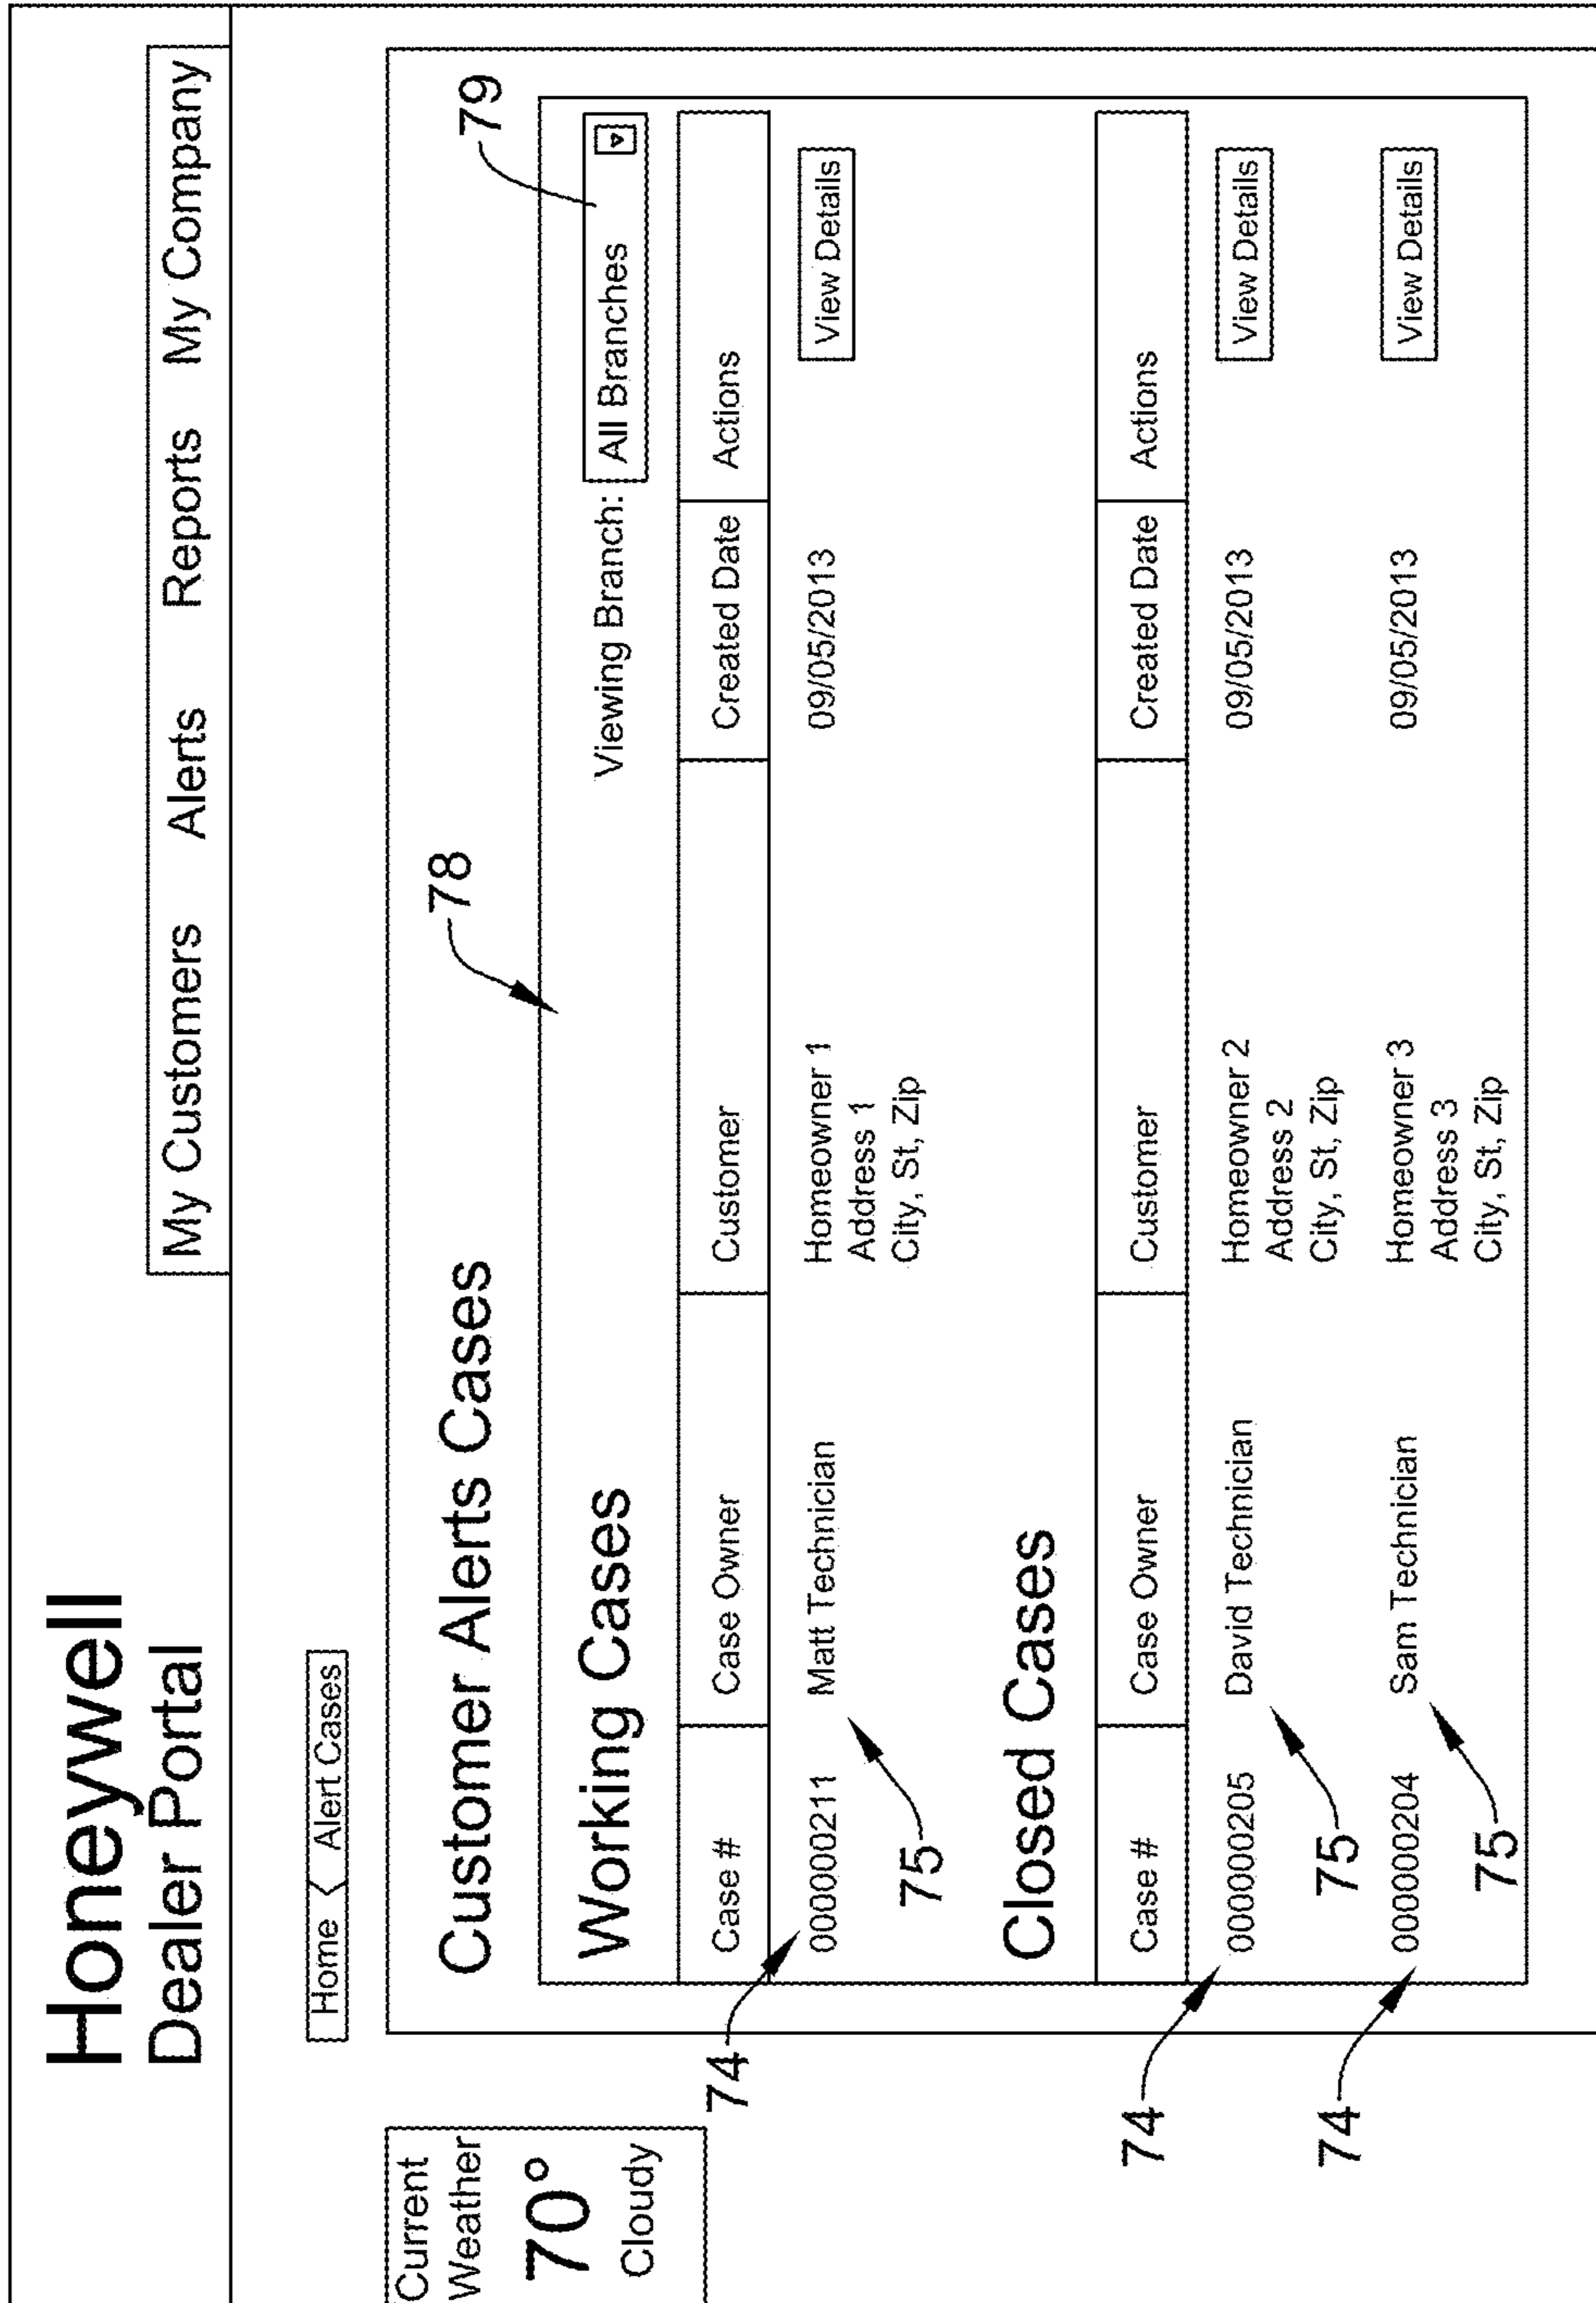 Honeywell
Dealer Portal
My Customers Alerts Reports My Company
Home Alert Cases
Current
Weather
70°
Cloudy
Customer Alerts Cases
78
79
Working Cases
Viewing Branch: All Branches
Case # Case Owner Customer Created Date Actions
74
000000211 Matt Technician Homeowner 1 09/05/2013 View Details
Address 1
City, St, Zip
75
Closed Cases
Case # Case Owner Customer Created Date Actions
74
000000205 David Technician Homeowner 2 09/05/2013 View Details
Address 2
City, St, Zip
75
74
000000204 Sam Technician Homeowner 3 09/05/2013 View Details
Address 3
City, St, Zip
75